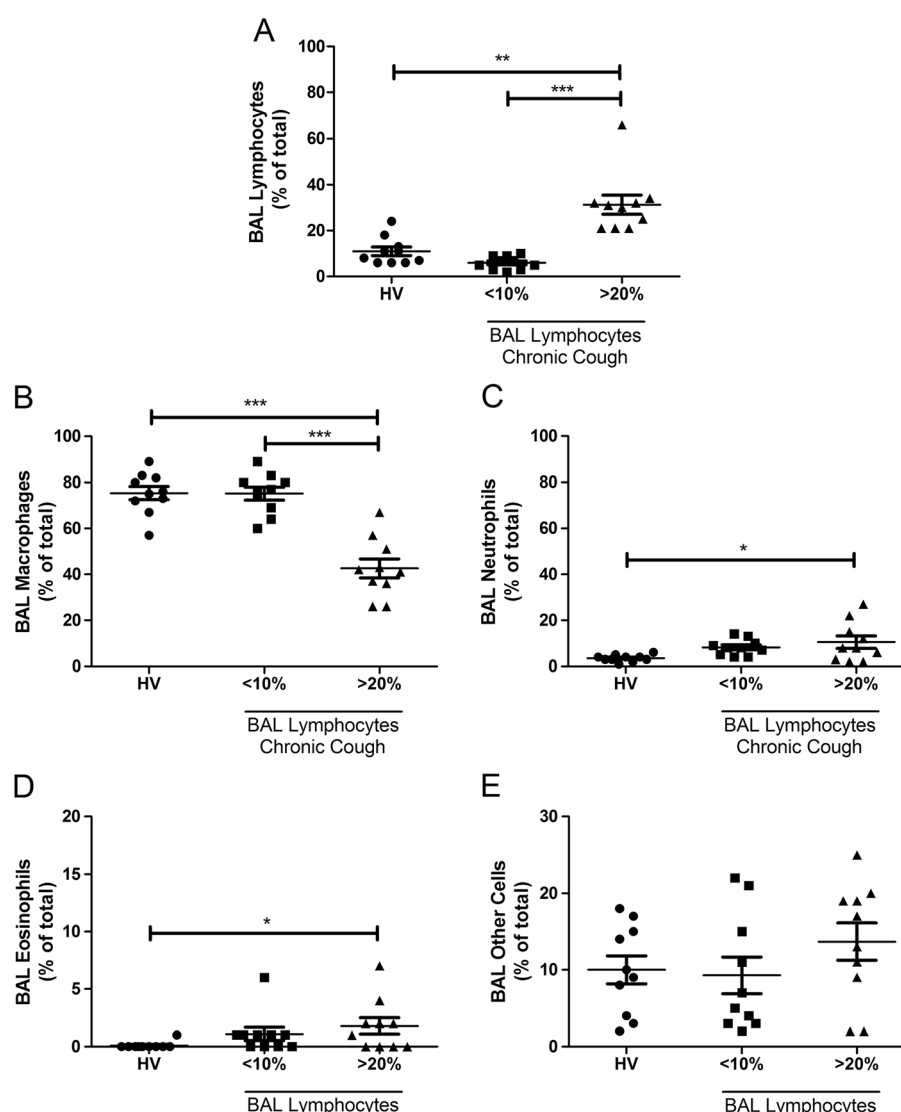 A
BAL Lymphocytes
(% of total)
100
80
60
40
20
0
**
***
HV
<10%
>20%
BAL Lymphocytes
Chronic Cough
B
BAL Macrophages
(% of total)
100
80
60
40
20
0
***
***
HV
<10%
>20%
BAL Lymphocytes
Chronic Cough
C
BAL Neutrophils
(% of total)
100
80
60
40
20
0
*
HV
<10%
>20%
BAL Lymphocytes
Chronic Cough
D
BAL Eosinophils
(% of total)
20
15
10
5
0
*
HV
<10%
>20%
BAL Lymphocytes
E
BAL Other Cells
(% of total)
30
20
10
0
HV
<10%
>20%
BAL Lymphocytes